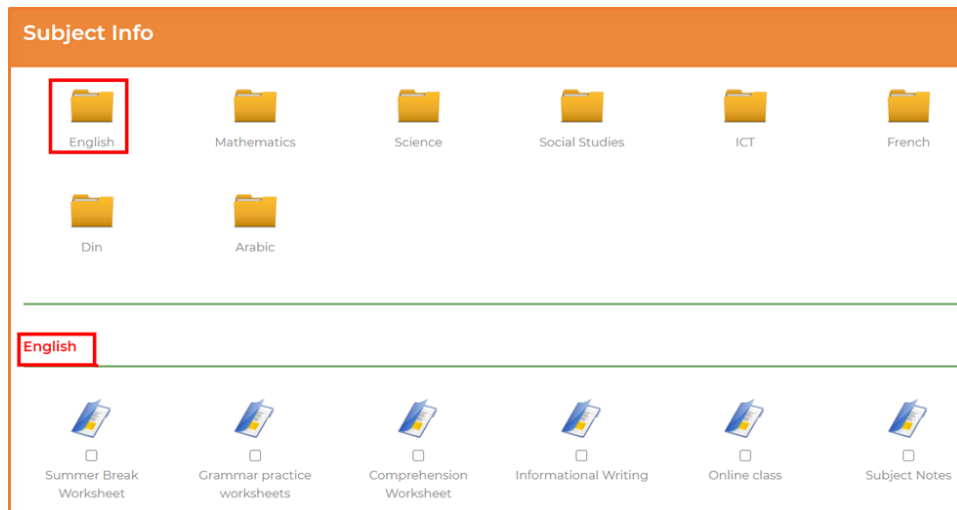 Subject Info
English Mathematics Science Social Studies ICT French
Din Arabic
English
Summer Break Worksheet
Grammar practice worksheets
Comprehension Worksheet
Informational Writing
Online class
Subject Notes